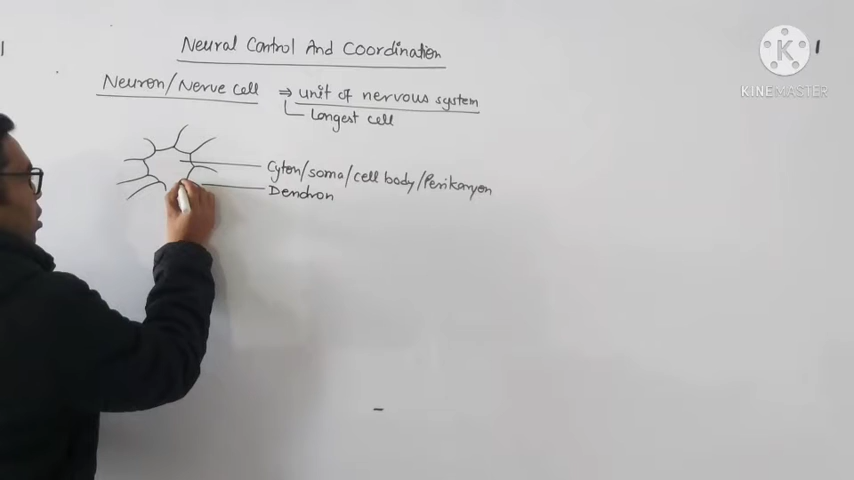 Neural Control And Coordination
Neuron/Nerve cell ⇒ unit of nervous system
Longest cell
Cyton/soma/cell body/Perikaryon
Dendron
K
KINEMASTER